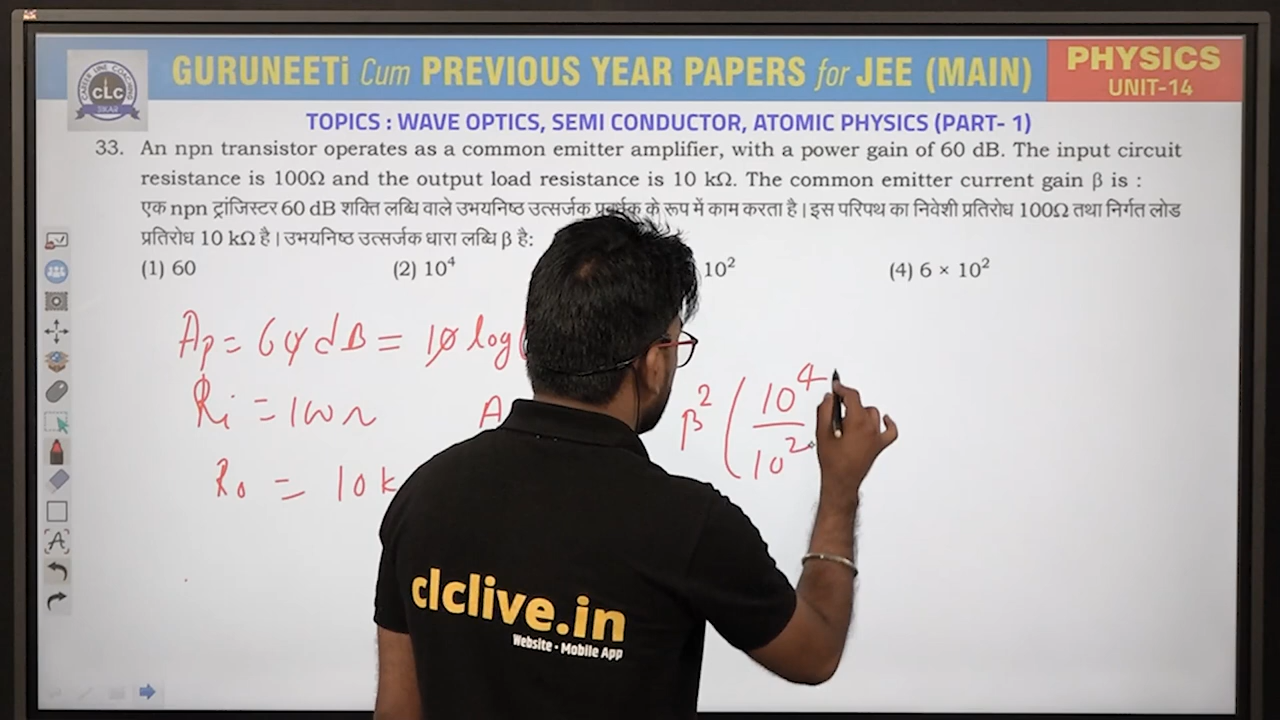 GURUNEETi Cum PREVIOUS YEAR PAPERS for JEE (MAIN)
PHYSICS
UNIT-14
CLC
SIKAR
TOPICS : WAVE OPTICS, SEMI CONDUCTOR, ATOMIC PHYSICS (PART- 1)
33. An npn transistor operates as a common emitter amplifier, with a power gain of 60 dB. The input circuit
resistance is 100Ω and the output load resistance is 10 kΩ. The common emitter current gain β is :
एक npn ट्रांजिस्टर 60 dB शक्ति लब्धि वाले उभयनिष्ठ उत्सर्जक प्रवर्धक के रूप में काम करता है। इस परिपथ का निवेशी प्रतिरोध 100Ω तथा निर्गत लोड
प्रतिरोध 10 kΩ है। उभयनिष्ठ उत्सर्जक धारा लब्धि β है:
(1) 60 (2) 10⁴ 10² (4) 6 × 10²
Ap = 60 dB = 10 log(
Ri = 100 Ω A β² (10⁴/10²
R0 = 10 k
clclive.in
Website • Mobile App